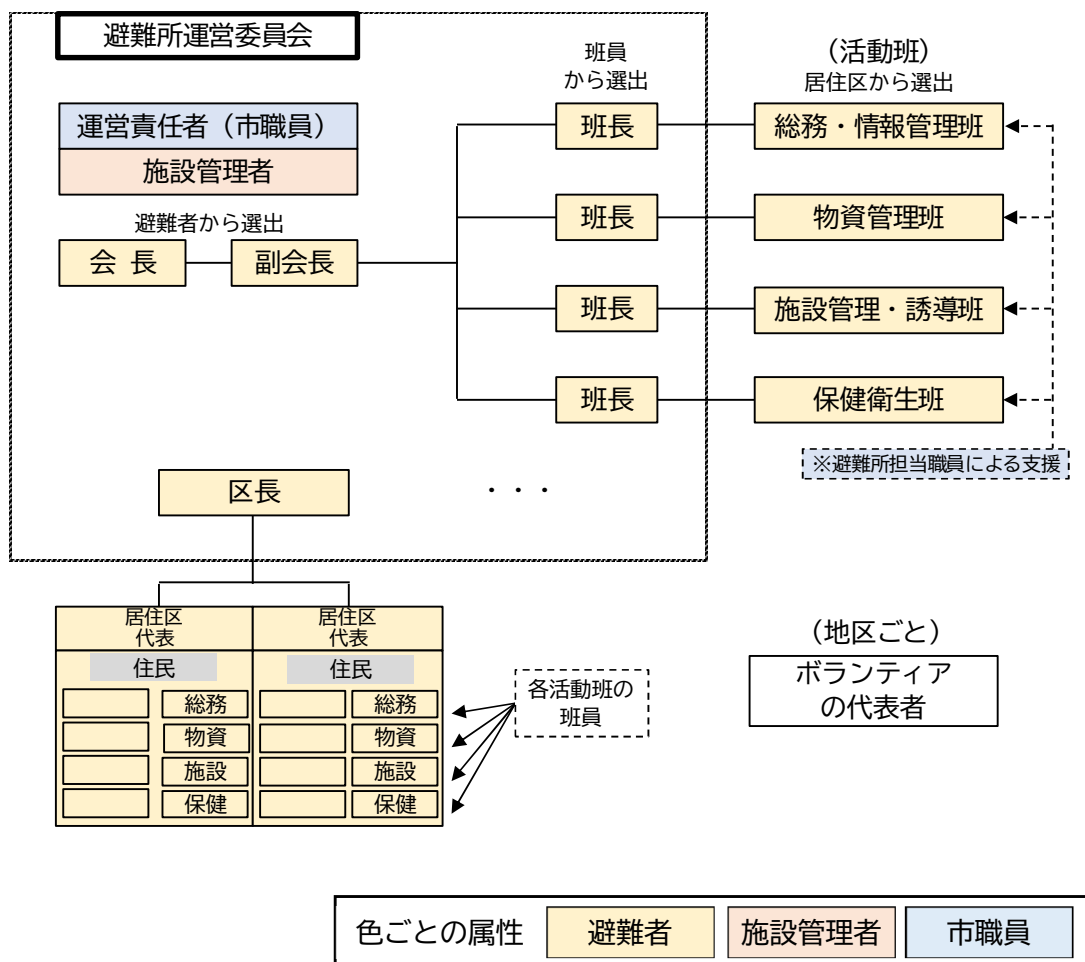 避難所運営委員会
班員
から選出
(活動班)
居住区から選出
運営責任者(市職員)
施設管理者
避難者から選出
会 長
副会長
班長
総務・情報管理班
班長
物資管理班
班長
施設管理・誘導班
班長
保健衛生班
※避難所担当職員による支援
区長
・・・
居住区
代表
居住区
代表
住民
住民
総務
総務
物資
物資
施設
施設
保健
保健
各活動班の
班員
(地区ごと)
ボランティア
の代表者
色ごとの属性
避難者
施設管理者
市職員